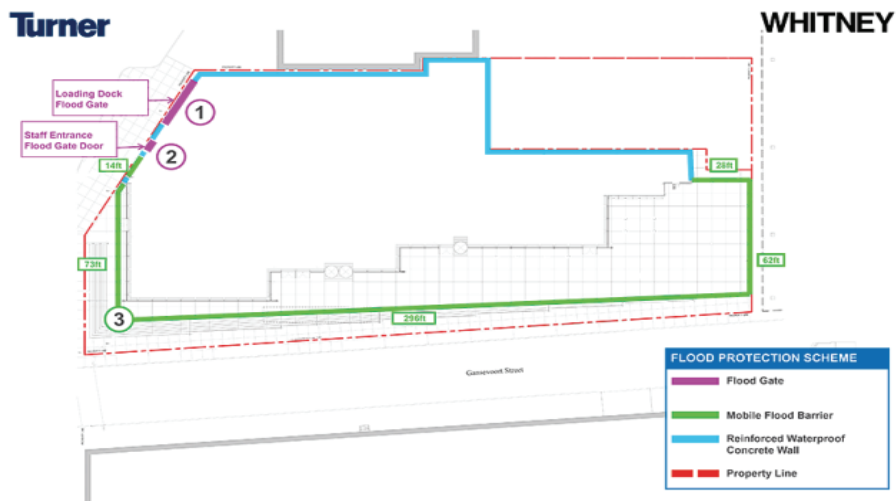 Turner
WHITNEY
Loading Dock
Flood Gate
1
Staff Entrance
Flood Gate Door
2
14ft
28ft
73ft
62ft
3
296ft
Gansevoort Street
FLOOD PROTECTION SCHEME
Flood Gate
Mobile Flood Barrier
Reinforced Waterproof
Concrete Wall
Property Line